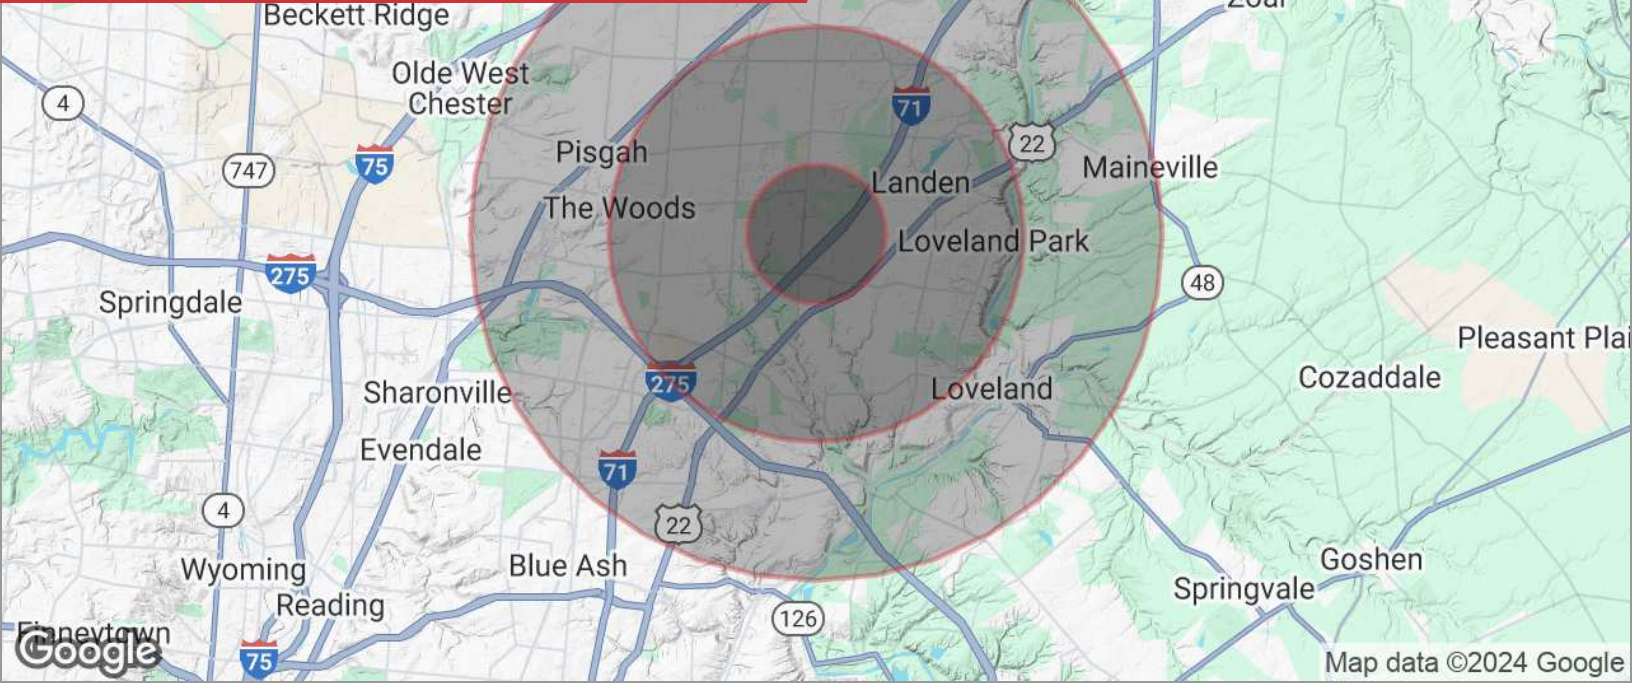 Zoar
Beckett Ridge
Olde West
Chester
4
71
22
Pisgah
75
747
Maineville
Landen
The Woods
Loveland Park
275
48
Springdale
Pleasant Plai
Cozaddale
275
Loveland
Sharonville
Evendale
71
4
22
Goshen
Blue Ash
Wyoming
Springvale
Reading
126
Finneytown
Google
75
Map data ©2024 Google